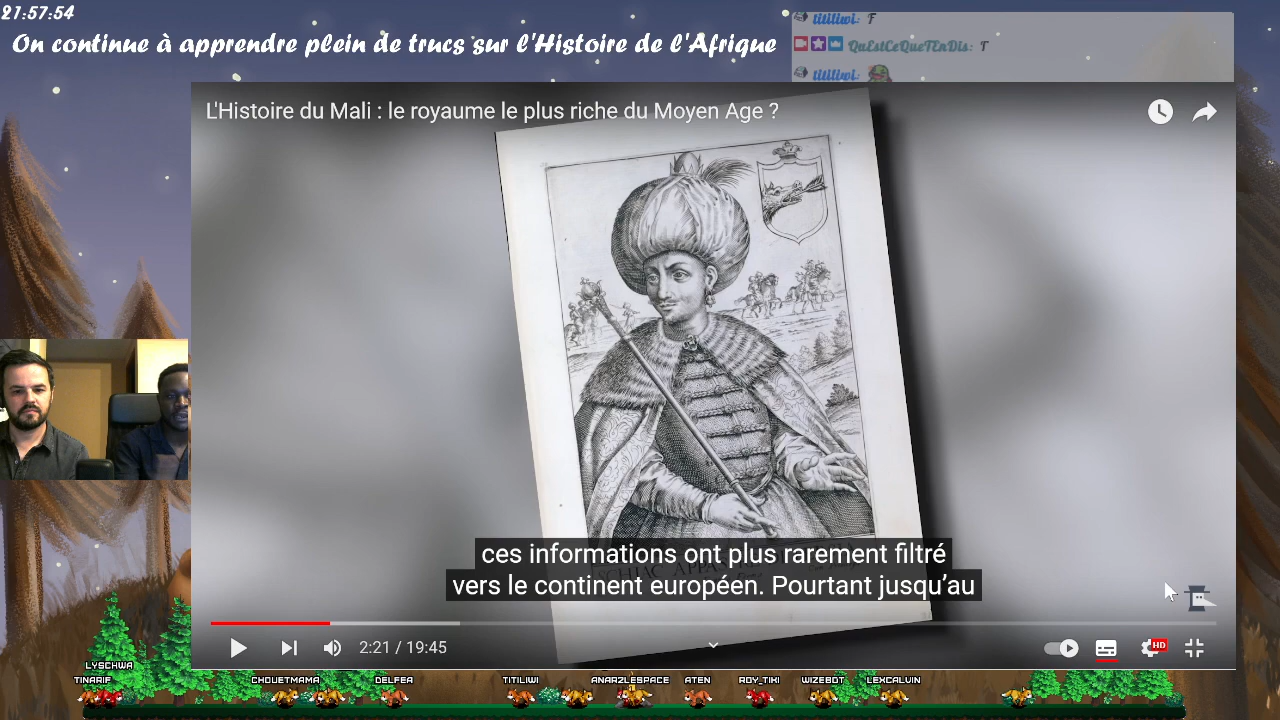 21:57:54
On continue à apprendre plein de trucs sur l'Histoire de l'Afrique
titiliwi: F
QuEstCeQueTEnDis: F
titiliwi:
L'Histoire du Mali : le royaume le plus riche du Moyen Age ?
ces informations ont plus rarement filtré
vers le continent européen. Pourtant jusqu'au
2:21 / 19:45
HD
LYSCHWA
TINARIF
CHOUETMAMA
DELFEA
TITILIWI
ANARZLESPACE
ATEN
ROY_TIKI
WIZEBOT
LEXCALVIN